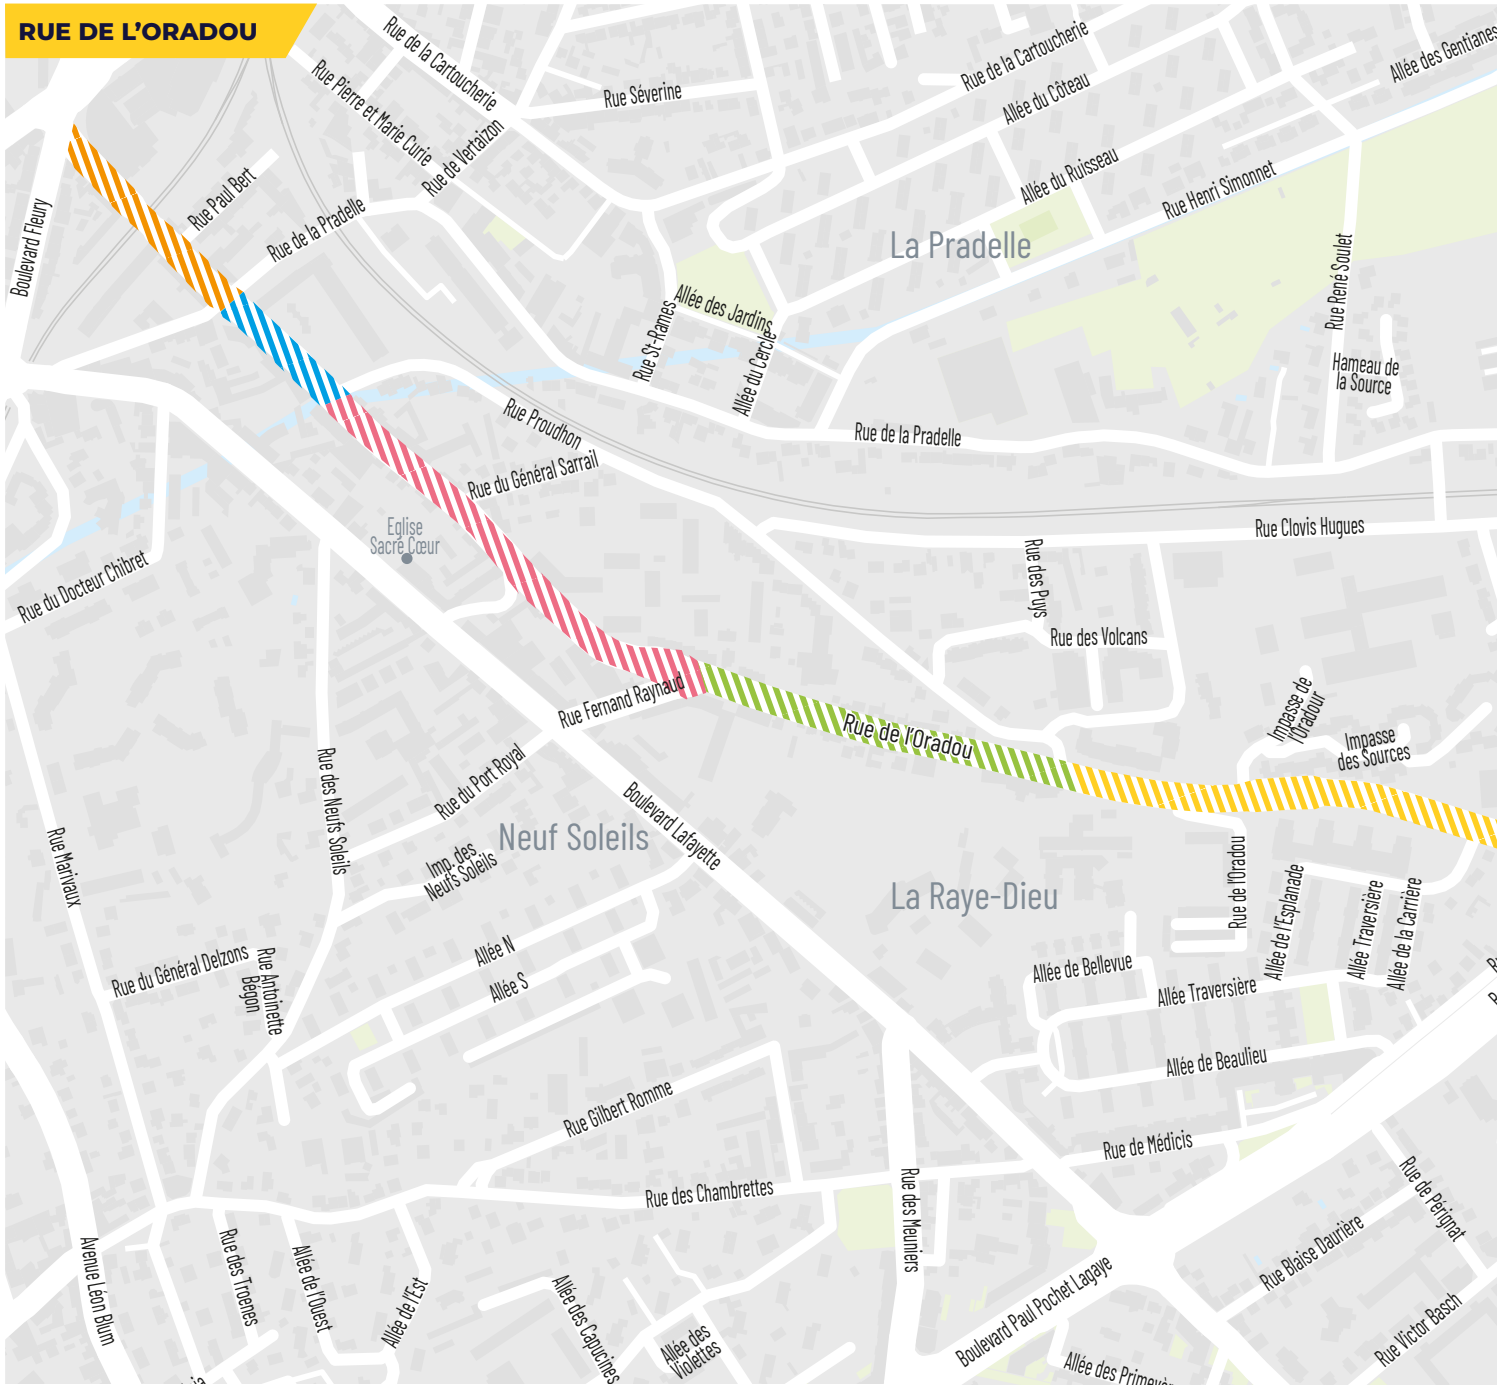 RUE DE L'ORADOU
Rue de la Cartoucherie
Rue Pierre et Marie Curie
Rue de Vertaizon
Rue Séverine
Rue de la Cartoucherie
Allée du Côteau
Allée des Gentianes
Allée du Ruisseau
Rue Henri Simonnet
Rue Paul Bert
Rue de la Pradelle
Boulevard Fleury
La Pradelle
Rue René Soulet
Allée des Jardins
Rue St-Rames
Allée du Cercle
Hameau de
la Source
Rue Proudhon
Rue de la Pradelle
Rue du Général Sarrail
Eglise
Sacré Cœur
Rue Clovis Hugues
Rue du Docteur Chibret
Rue des Puys
Rue des Volcans
Rue Fernand Raynaud
Impasse de
l'Oradour
Rue de l'Oradou
Impasse
des Sources
Rue du Port Royal
Rue des Neufs Soleils
Boulevard Lafayette
Neuf Soleils
Rue Marivaux
Imp. des
Neufs Soleils
La Raye-Dieu
Rue de l'Oradou
Allée de l'Esplanade
Allée Traversière
Allée de la Carrière
Rue du Général Delzons
Rue Antoinette
Bégon
Allée N
Allée S
Allée de Bellevue
Allée Traversière
Allée de Beaulieu
Rue Gilbert Romme
Rue de Médicis
Rue des Chambrettes
Rue des Meuniers
Rue de Pérignat
Rue Blaise Daurière
Avenue Léon Blum
Rue des Troenes
Allée de l'Ouest
Allée de l'Est
Allée des Capucines
Allée des
Violettes
Boulevard Paul Pochet Lagaye
Rue Victor Basch
Allée des Primevèr